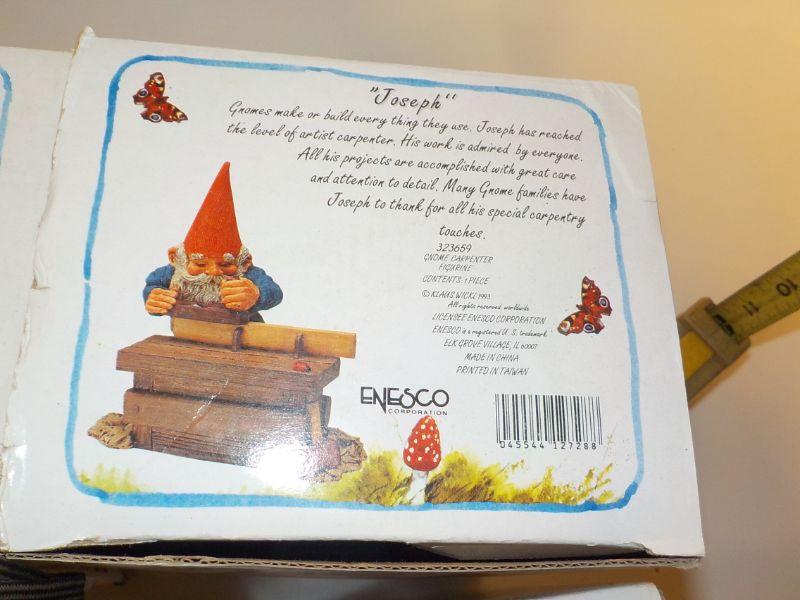 "Joseph"
Gnomes make or build every thing they use. Joseph has reached
the level of artist carpenter. His work is admired by everyone.
All his projects are accomplished with great care
and attention to detail. Many Gnome families have
Joseph to thank for all his special carpentry
touches.
323659
GNOME CARPENTER
FIGURINE
CONTENTS: 1 PIECE
© KLAUS WICKL 1993
All rights reserved worldwide
LICENSEE ENESCO CORPORATION
ENESCO is a registered U. S. trademark
ELK GROVE VILLAGE, IL 60007
MADE IN CHINA
PRINTED IN TAIWAN
ENESCO
CORPORATION
045544 127288
11 10